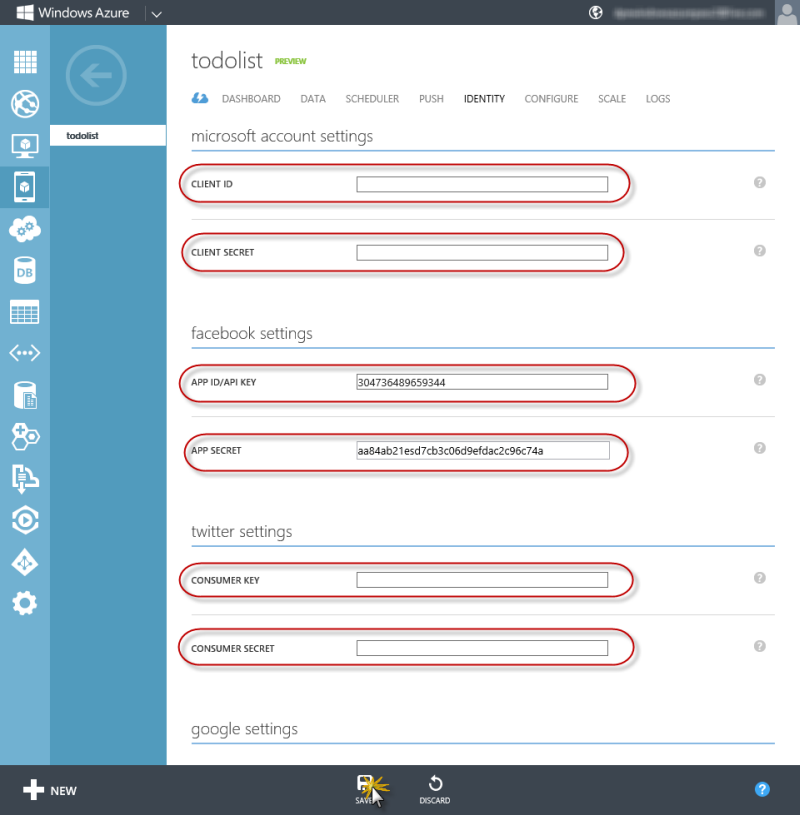 Windows Azure
todolist PREVIEW
todolist
DASHBOARD DATA SCHEDULER PUSH IDENTITY CONFIGURE SCALE LOGS
microsoft account settings
CLIENT ID
?
CLIENT SECRET
?
facebook settings
APP ID/API KEY 304736489659344
?
APP SECRET aa84ab21esd7cb3c06d9efdac2c96c74a
?
twitter settings
CONSUMER KEY
?
CONSUMER SECRET
?
google settings
DB
NEW
SAVE
DISCARD
?